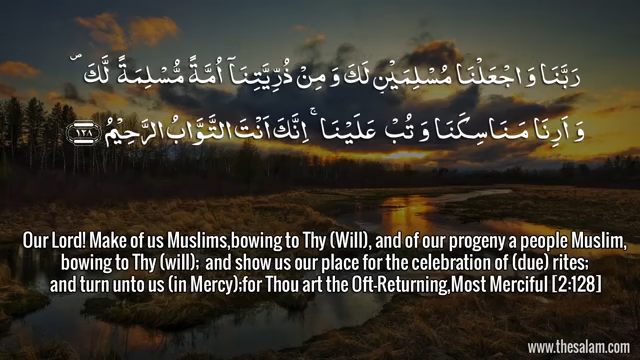 رَبَّنَا وَ اجْعَلْنَا مُسْلِمَيْنِ لَكَ وَ مِنْ ذُرِّيَّتِنَآ اُمَّةً مُّسْلِمَةً لَّكَ ۪
وَ اَرِنَا مَنَاسِكَنَا وَ تُبْ عَلَيْنَا ۚ اِنَّكَ اَنْتَ التَّوَّابُ الرَّحِيْمُ ﴿١٢٨﴾
Our Lord! Make of us Muslims,bowing to Thy (Will), and of our progeny a people Muslim,
bowing to Thy (will); and show us our place for the celebration of (due) rites;
and turn unto us (in Mercy);for Thou art the Oft-Returning,Most Merciful [2:128]
www.thesalam.com